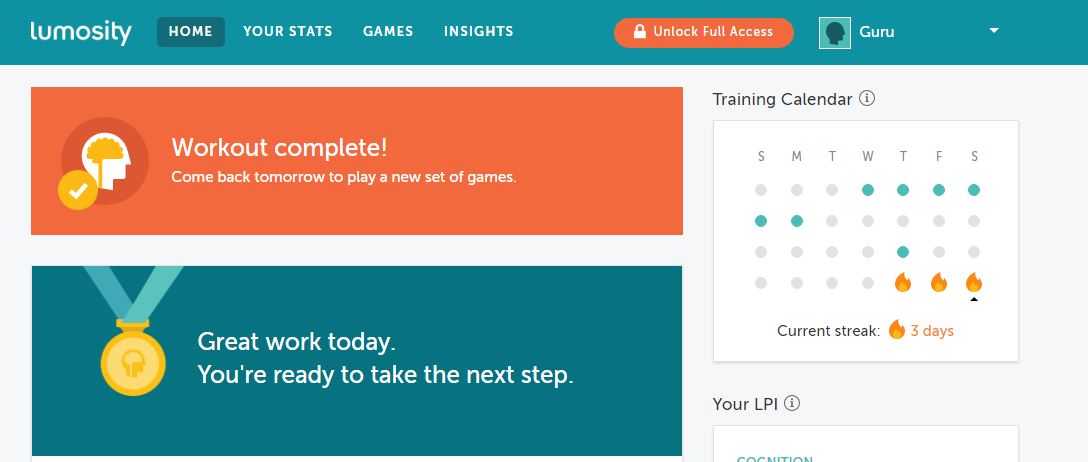 lumosity HOME YOUR STATS GAMES INSIGHTS Unlock Full Access Guru
Workout complete!
Come back tomorrow to play a new set of games.
Great work today.
You're ready to take the next step.
Training Calendar
S M T W T F S
Current streak: 3 days
Your LPI
COGNITION